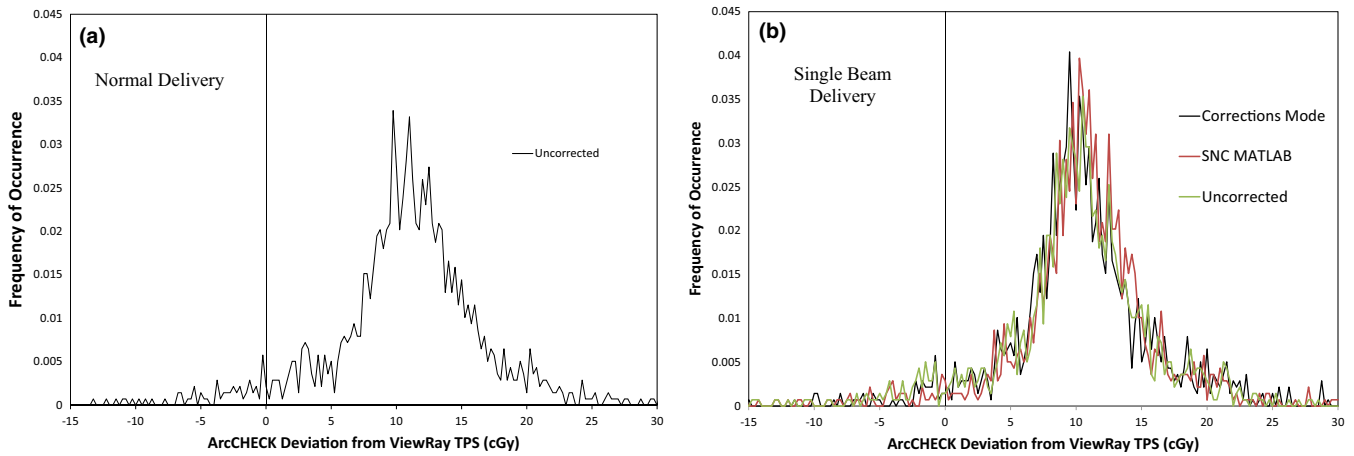 (a)
Normal Delivery
Uncorrected
Frequency of Occurrence
0.045
0.04
0.035
0.03
0.025
0.02
0.015
0.01
0.005
0
-15 -10 -5 0 5 10 15 20 25 30
ArcCHECK Deviation from ViewRay TPS (cGy)
(b)
Single Beam
Delivery
Corrections Mode
SNC MATLAB
Uncorrected
Frequency of Occurrence
0.045
0.04
0.035
0.03
0.025
0.02
0.015
0.01
0.005
0
-15 -10 -5 0 5 10 15 20 25 30
ArcCHECK Deviation from ViewRay TPS (cGy)